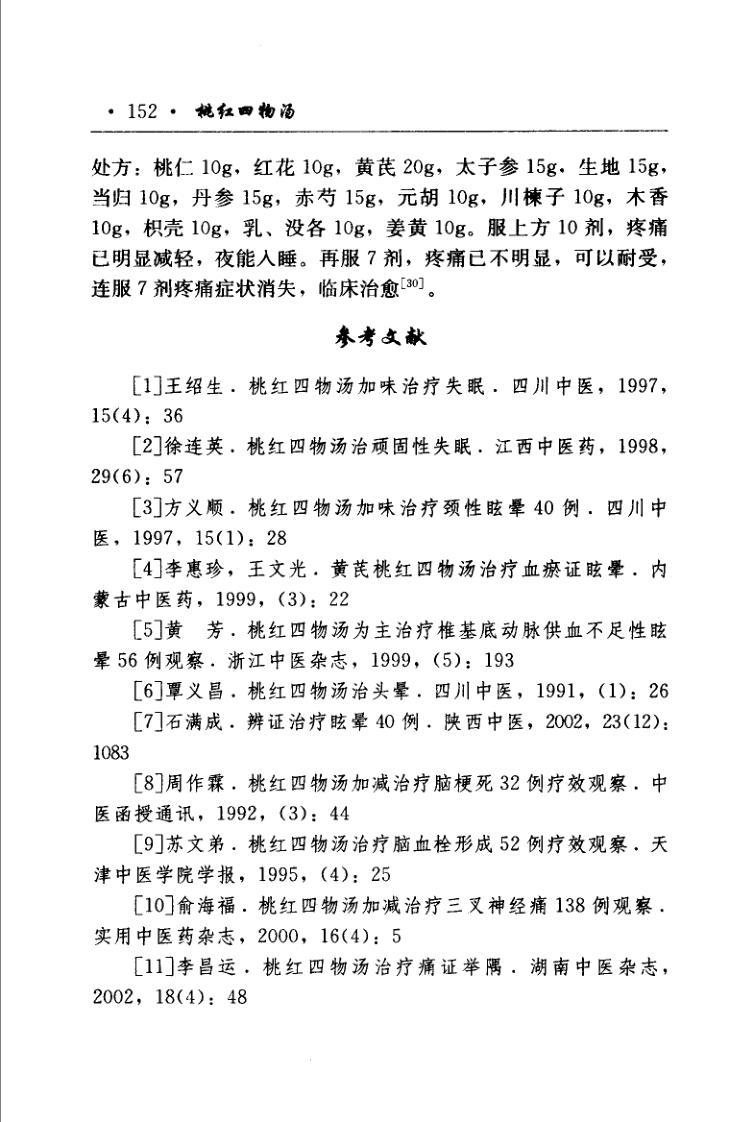 · 152 · 桃红四物汤
处方：桃仁 10g，红花 10g，黄芪 20g，太子参 15g，生地 15g，
当归 10g，丹参 15g，赤芍 15g，元胡 10g，川楝子 10g，木香
10g，枳壳 10g，乳、没各 10g，姜黄 10g。服上方 10 剂，疼痛
已明显减轻，夜能入睡。再服 7 剂，疼痛已不明显，可以耐受，
连服 7 剂疼痛症状消失，临床治愈[30]。
参考文献
[1]王绍生．桃红四物汤加味治疗失眠．四川中医，1997，
15(4)：36
[2]徐连英．桃红四物汤治顽固性失眠．江西中医药，1998，
29(6)：57
[3]方义顺．桃红四物汤加味治疗颈性眩晕 40 例．四川中
医，1997，15(1)：28
[4]李惠珍，王文光．黄芪桃红四物汤治疗血瘀证眩晕．内
蒙古中医药，1999，(3)：22
[5]黄　芳．桃红四物汤为主治疗椎基底动脉供血不足性眩
晕 56 例观察．浙江中医杂志，1999，(5)：193
[6]覃义昌．桃红四物汤治头晕．四川中医，1991，(1)：26
[7]石满成．辨证治疗眩晕 40 例．陕西中医，2002，23(12)：
1083
[8]周作霖．桃红四物汤加减治疗脑梗死 32 例疗效观察．中
医函授通讯，1992，(3)：44
[9]苏文弟．桃红四物汤治疗脑血栓形成 52 例疗效观察．天
津中医学院学报，1995，(4)：25
[10]俞海福．桃红四物汤加减治疗三叉神经痛 138 例观察．
实用中医药杂志，2000，16(4)：5
[11]李昌运．桃红四物汤治疗痛证举隅．湖南中医杂志，
2002，18(4)：48